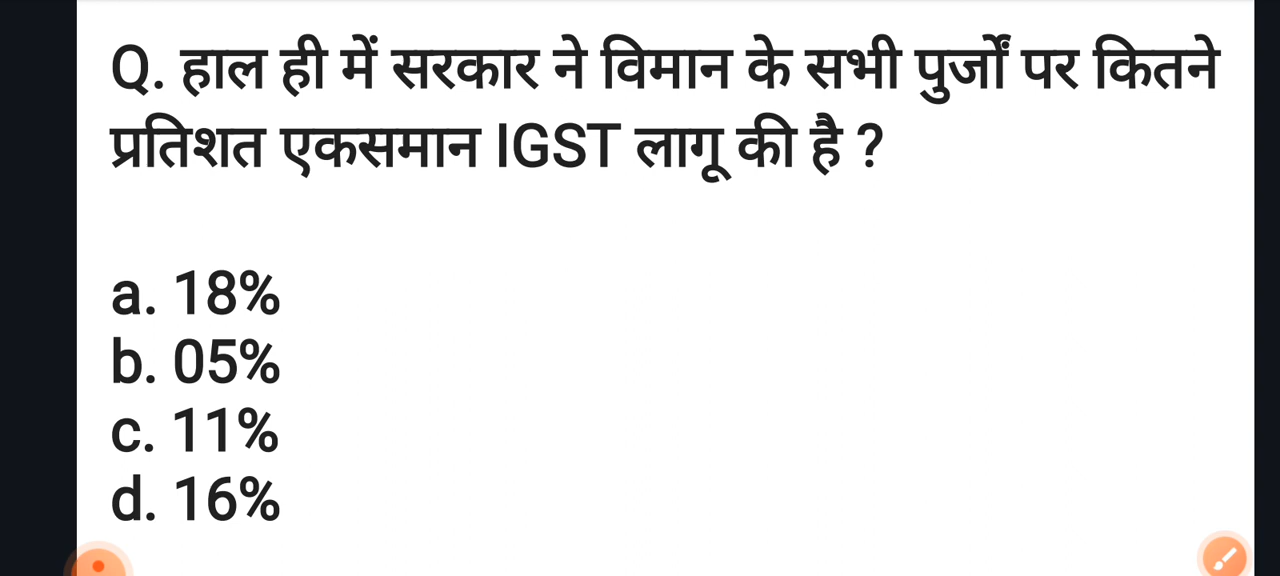 Q. हाल ही में सरकार ने विमान के सभी पुर्जों पर कितने
प्रतिशत एकसमान IGST लागू की है ?
a. 18%
b. 05%
c. 11%
d. 16%